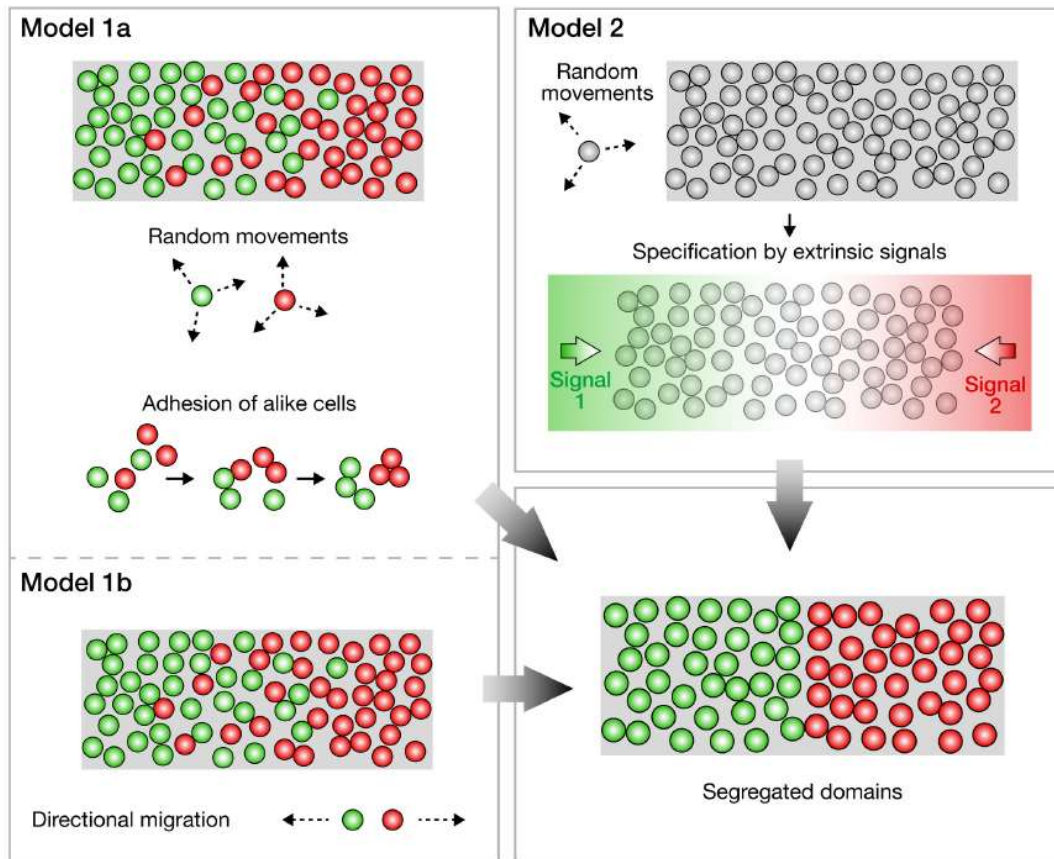 Model 1a
Random movements
Adhesion of alike cells
Model 1b
Directional migration
Model 2
Random
movements
Specification by extrinsic signals
Signal
1
Signal
2
Segregated domains